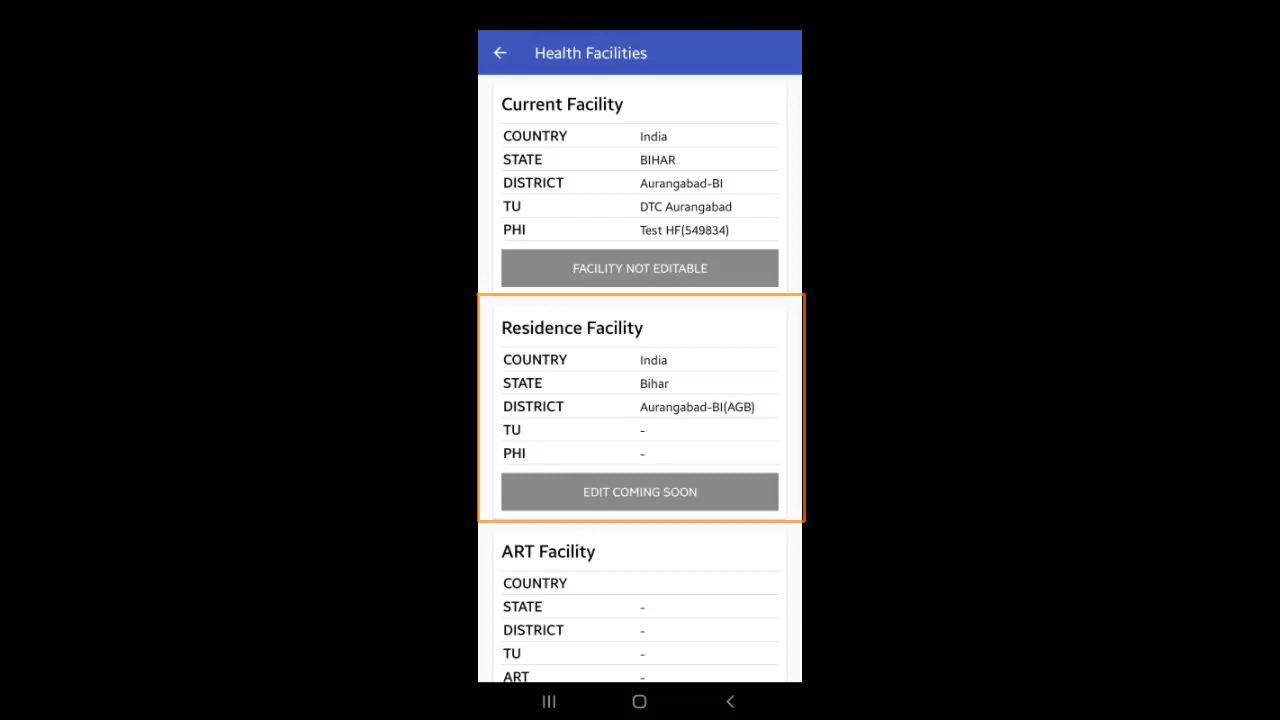 Health Facilities
Current Facility
COUNTRY India
STATE BIHAR
DISTRICT Aurangabad-BI
TU DTC Aurangabad
PHI Test HF(549834)
FACILITY NOT EDITABLE
Residence Facility
COUNTRY India
STATE Bihar
DISTRICT Aurangabad-BI(AGB)
TU -
PHI -
EDIT COMING SOON
ART Facility
COUNTRY
STATE -
DISTRICT -
TU -
ART -